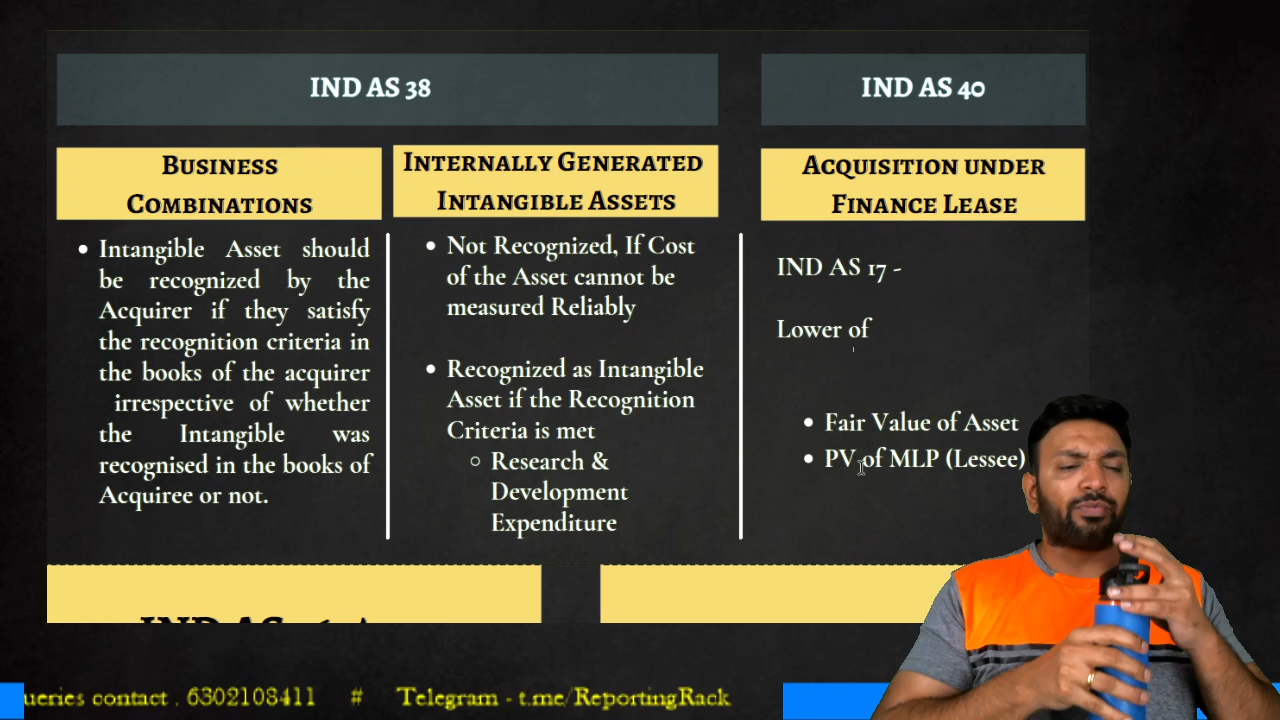 IND AS 38
IND AS 40
BUSINESS
COMBINATIONS
INTERNALLY GENERATED
INTANGIBLE ASSETS
ACQUISITION UNDER
FINANCE LEASE
• Intangible Asset should
be recognized by the
Acquirer if they satisfy
the recognition criteria in
the books of the acquirer
irrespective of whether
the Intangible was
recognised in the books of
Acquiree or not.
• Not Recognized, If Cost
of the Asset cannot be
measured Reliably
• Recognized as Intangible
Asset if the Recognition
Criteria is met
○ Research &
Development
Expenditure
IND AS 17 -
Lower of
• Fair Value of Asset
• PV of MLP (Lessee)
IND AS
ueries contact . 6302108411 # Telegram - t.me/ReportingRack